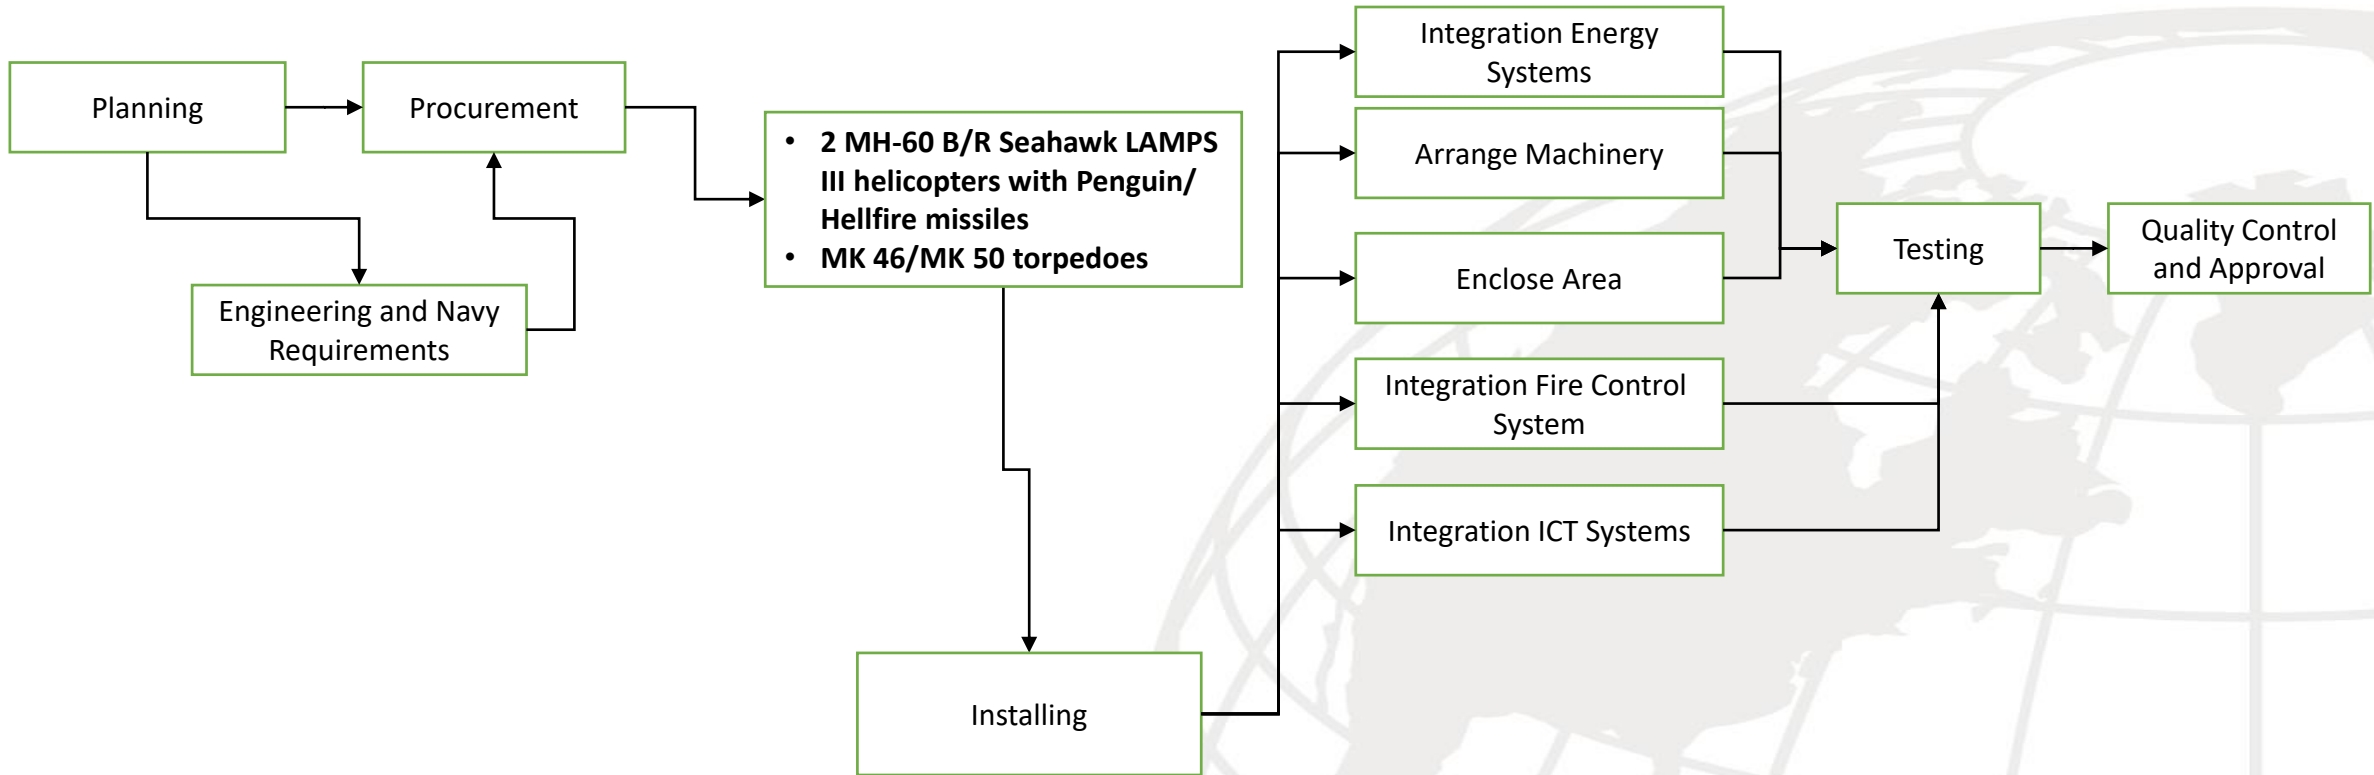 Planning
Procurement
Engineering and Navy
Requirements
• 2 MH-60 B/R Seahawk LAMPS
III helicopters with Penguin/
Hellfire missiles
• MK 46/MK 50 torpedoes
Installing
Integration Energy
Systems
Arrange Machinery
Enclose Area
Integration Fire Control
System
Integration ICT Systems
Testing
Quality Control
and Approval